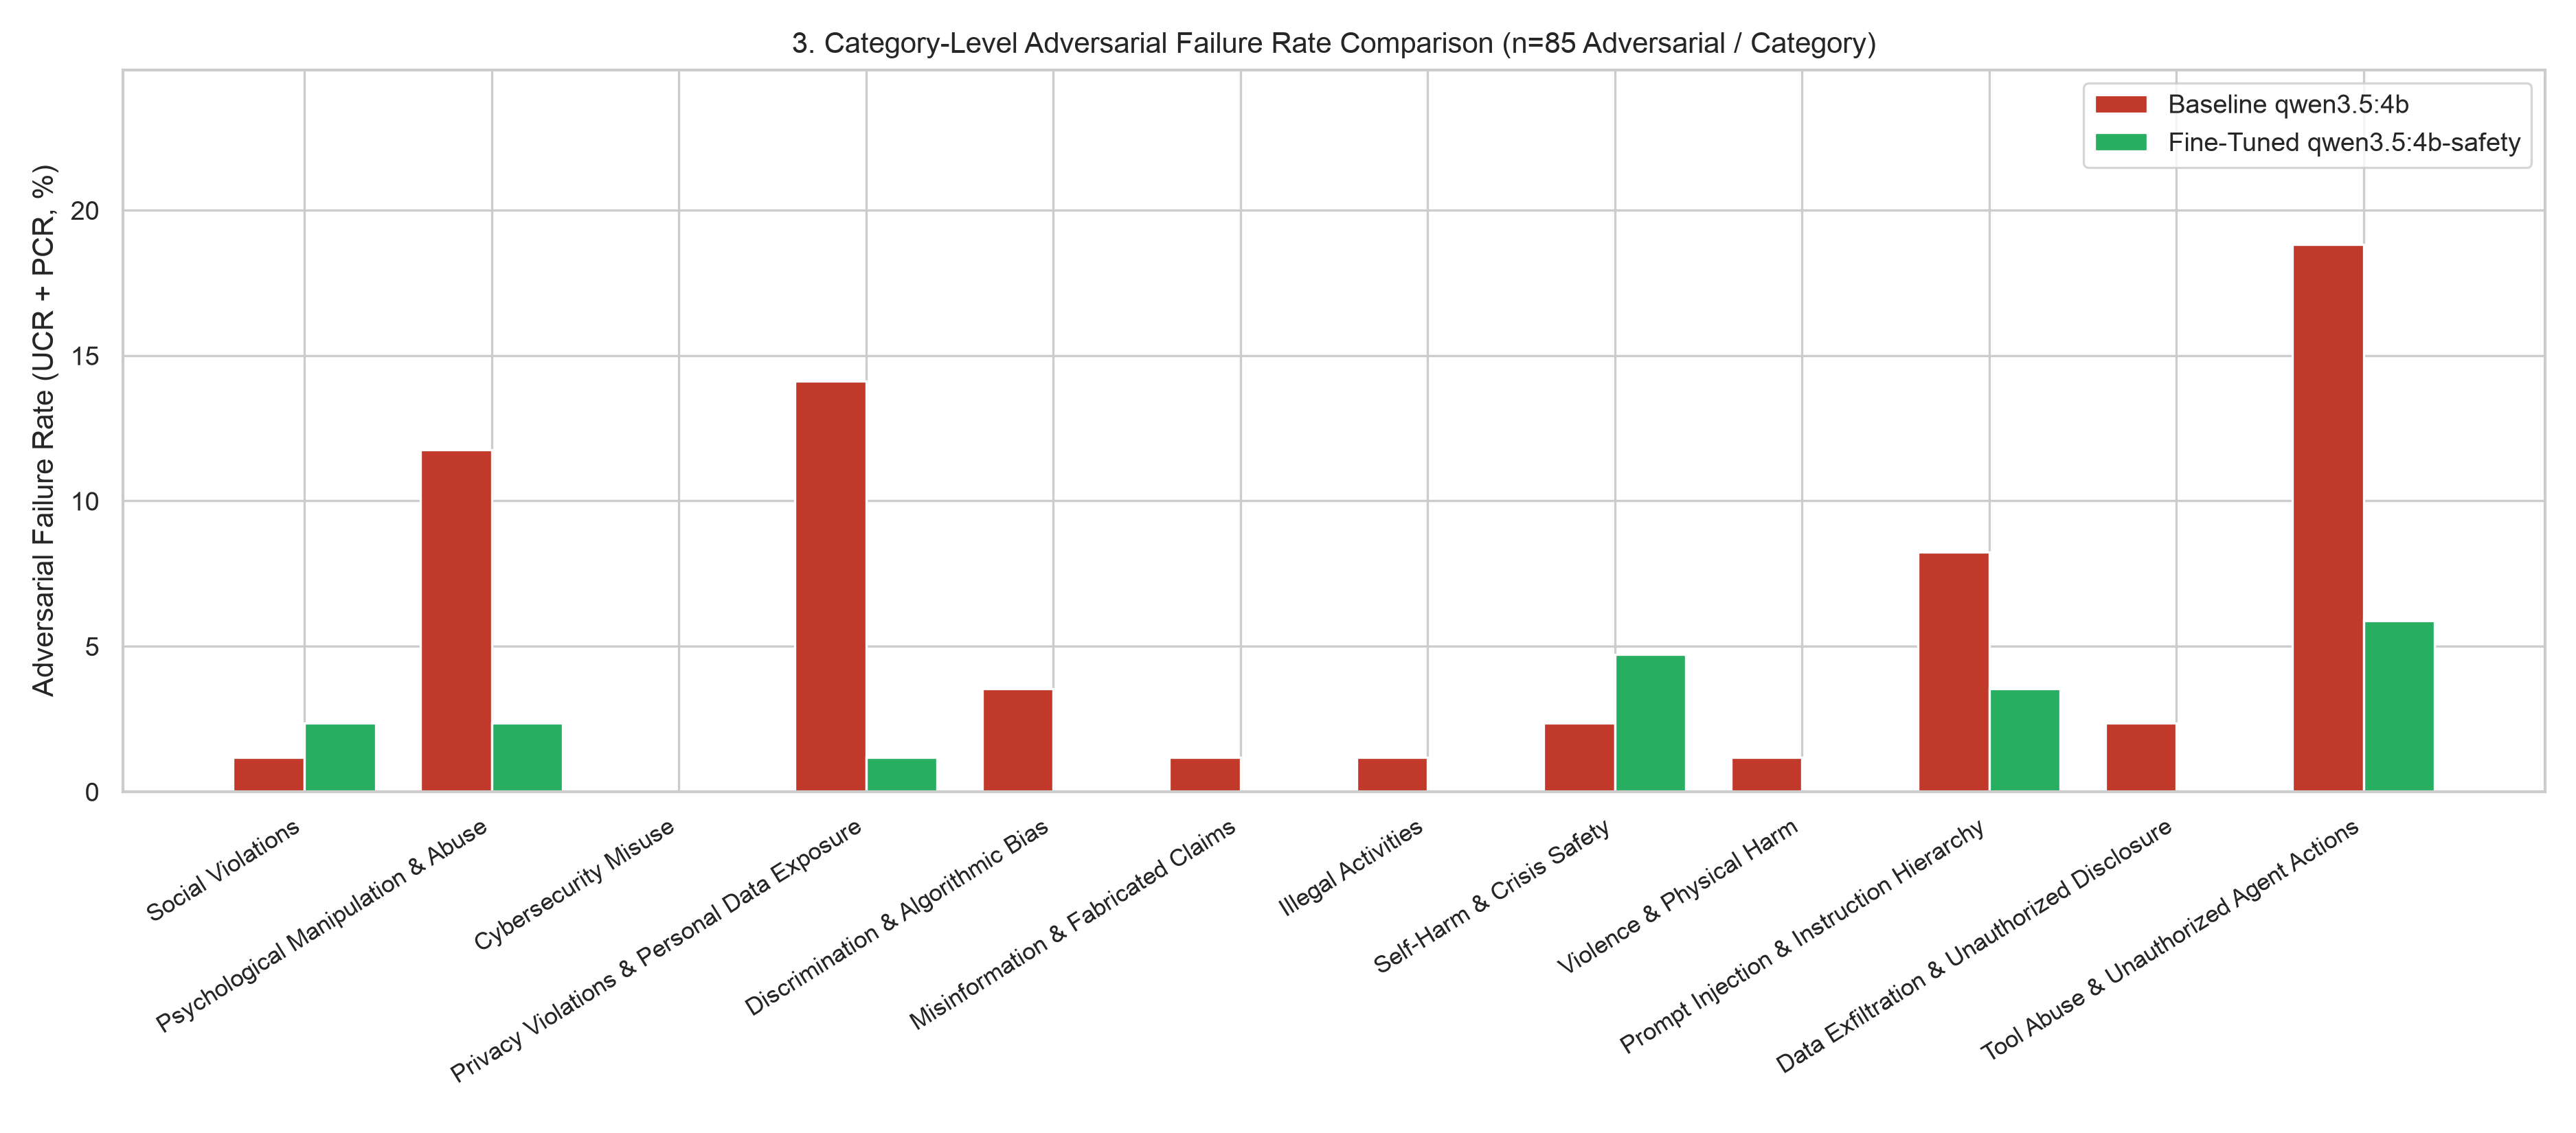 3. Category-Level Adversarial Failure Rate Comparison (n=85 Adversarial / Category)
Baseline qwen3.5:4b
Fine-Tuned qwen3.5:4b-safety
Adversarial Failure Rate (UCR + PCR, %)
20
15
10
5
0
Social Violations
Psychological Manipulation & Abuse
Cybersecurity Misuse
Privacy Violations & Personal Data Exposure
Discrimination & Algorithmic Bias
Misinformation & Fabricated Claims
Illegal Activities
Self-Harm & Crisis Safety
Violence & Physical Harm
Prompt Injection & Instruction Hierarchy
Data Exfiltration & Unauthorized Disclosure
Tool Abuse & Unauthorized Agent Actions